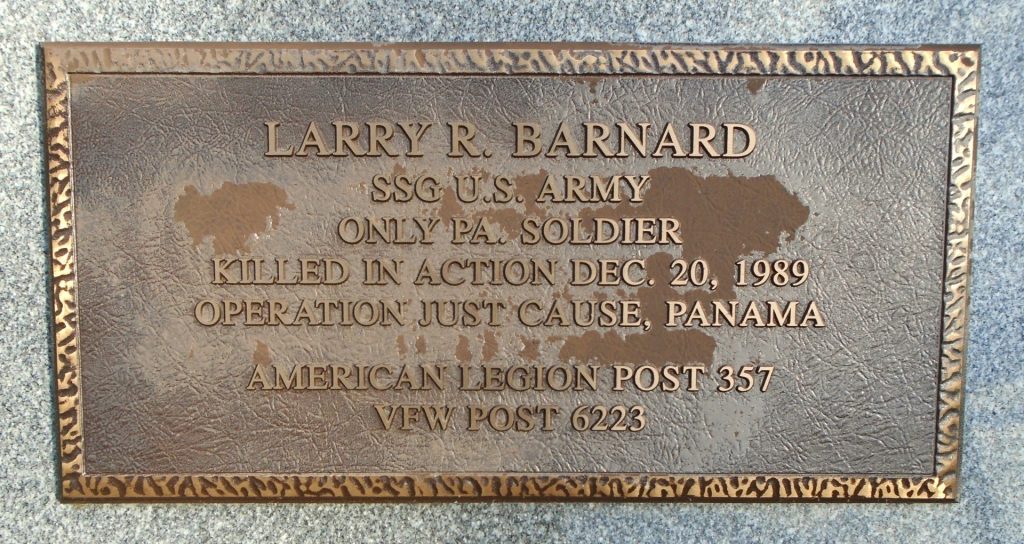 LARRY R. BARNARD
SSG U.S. ARMY
ONLY PA. SOLDIER
KILLED IN ACTION DEC. 20, 1989
OPERATION JUST CAUSE, PANAMA
AMERICAN LEGION POST 357
VFW POST 6223